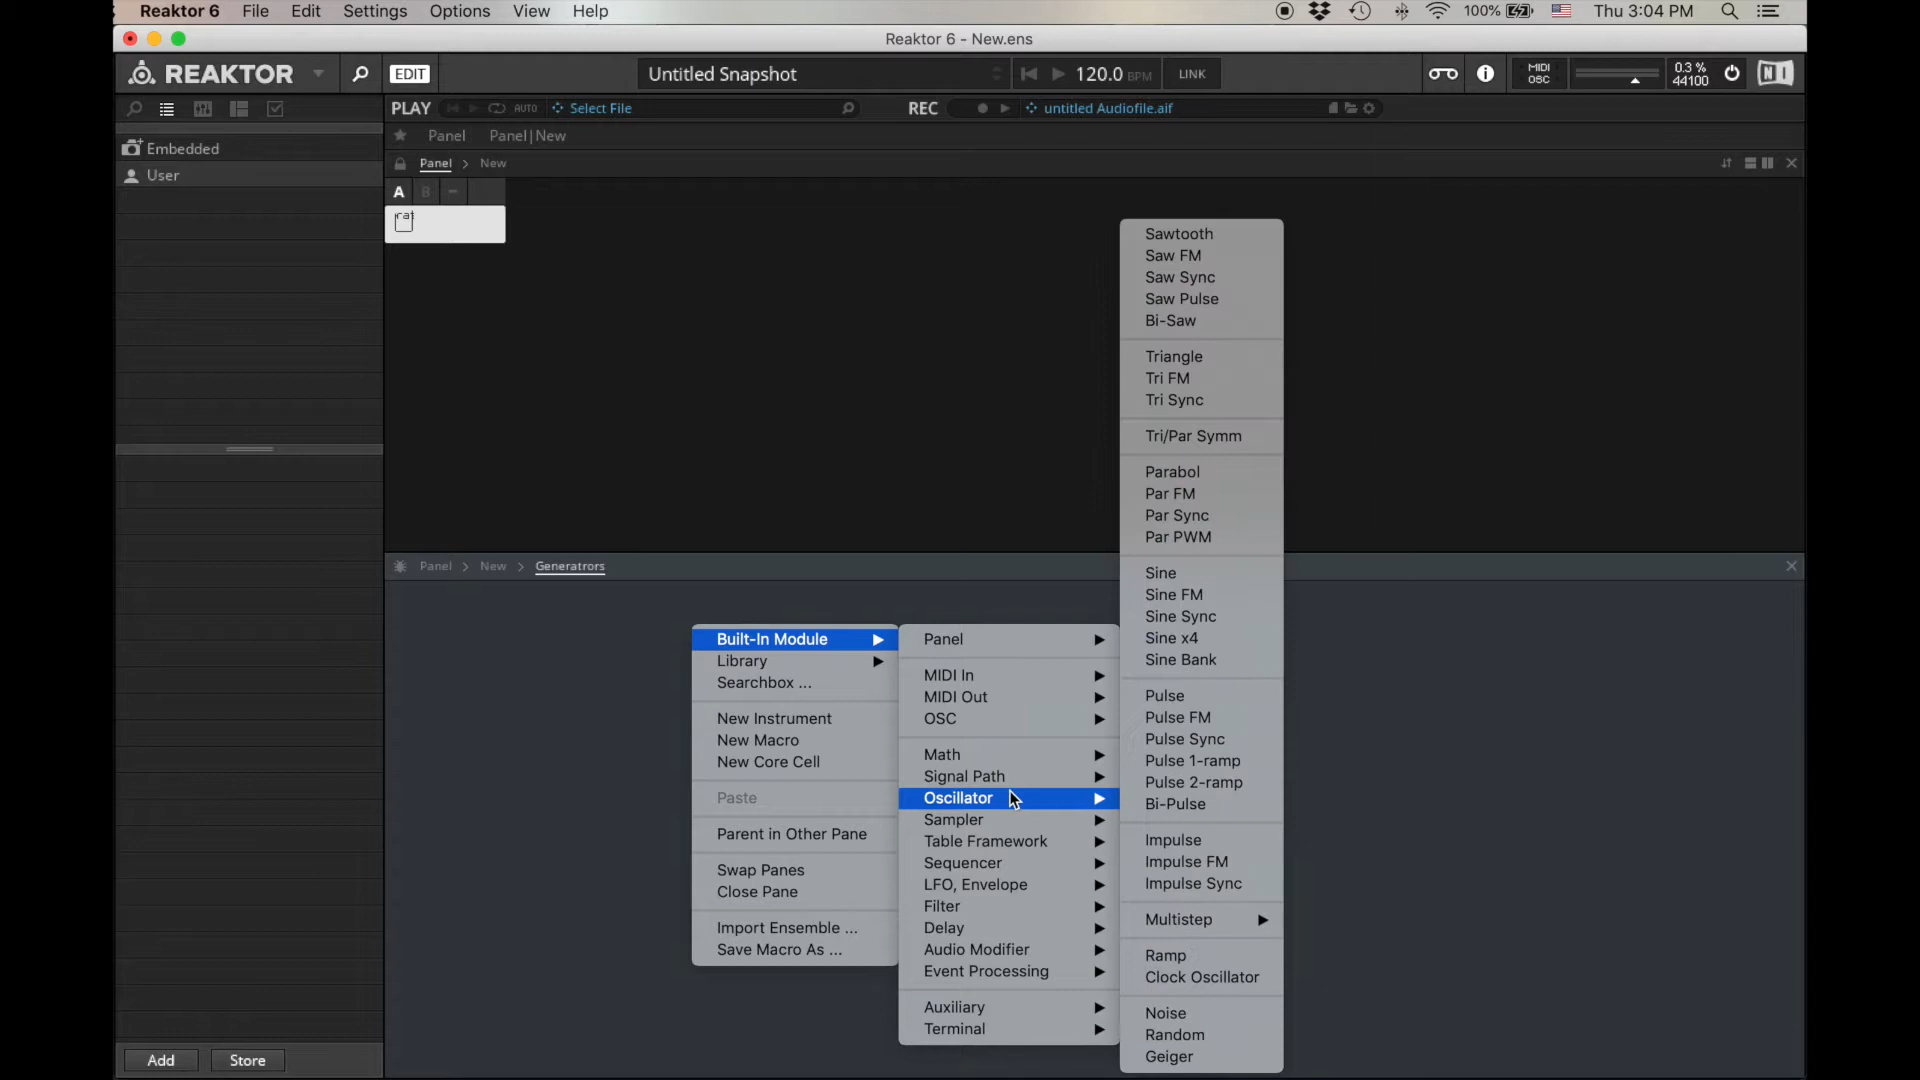 Reaktor 6 File Edit Settings Options View Help 100% Thu 3:04 PM
Reaktor 6 - New.ens
REAKTOR EDIT Untitled Snapshot 120.0 BPM LINK MIDI OSC 0.3 % 44100 NI
PLAY AUTO Select File REC untitled Audiofile.aif
Panel Panel|New
Panel > New
A B
Embedded
User
Panel > New > Generatrors
Built-In Module
Library
Searchbox ...
New Instrument
New Macro
New Core Cell
Paste
Parent in Other Pane
Swap Panes
Close Pane
Import Ensemble ...
Save Macro As ...
Panel
MIDI In
MIDI Out
OSC
Math
Signal Path
Oscillator
Sampler
Table Framework
Sequencer
LFO, Envelope
Filter
Delay
Audio Modifier
Event Processing
Auxiliary
Terminal
Sawtooth
Saw FM
Saw Sync
Saw Pulse
Bi-Saw
Triangle
Tri FM
Tri Sync
Tri/Par Symm
Parabol
Par FM
Par Sync
Par PWM
Sine
Sine FM
Sine Sync
Sine x4
Sine Bank
Pulse
Pulse FM
Pulse Sync
Pulse 1-ramp
Pulse 2-ramp
Bi-Pulse
Impulse
Impulse FM
Impulse Sync
Multistep
Ramp
Clock Oscillator
Noise
Random
Geiger
Add Store